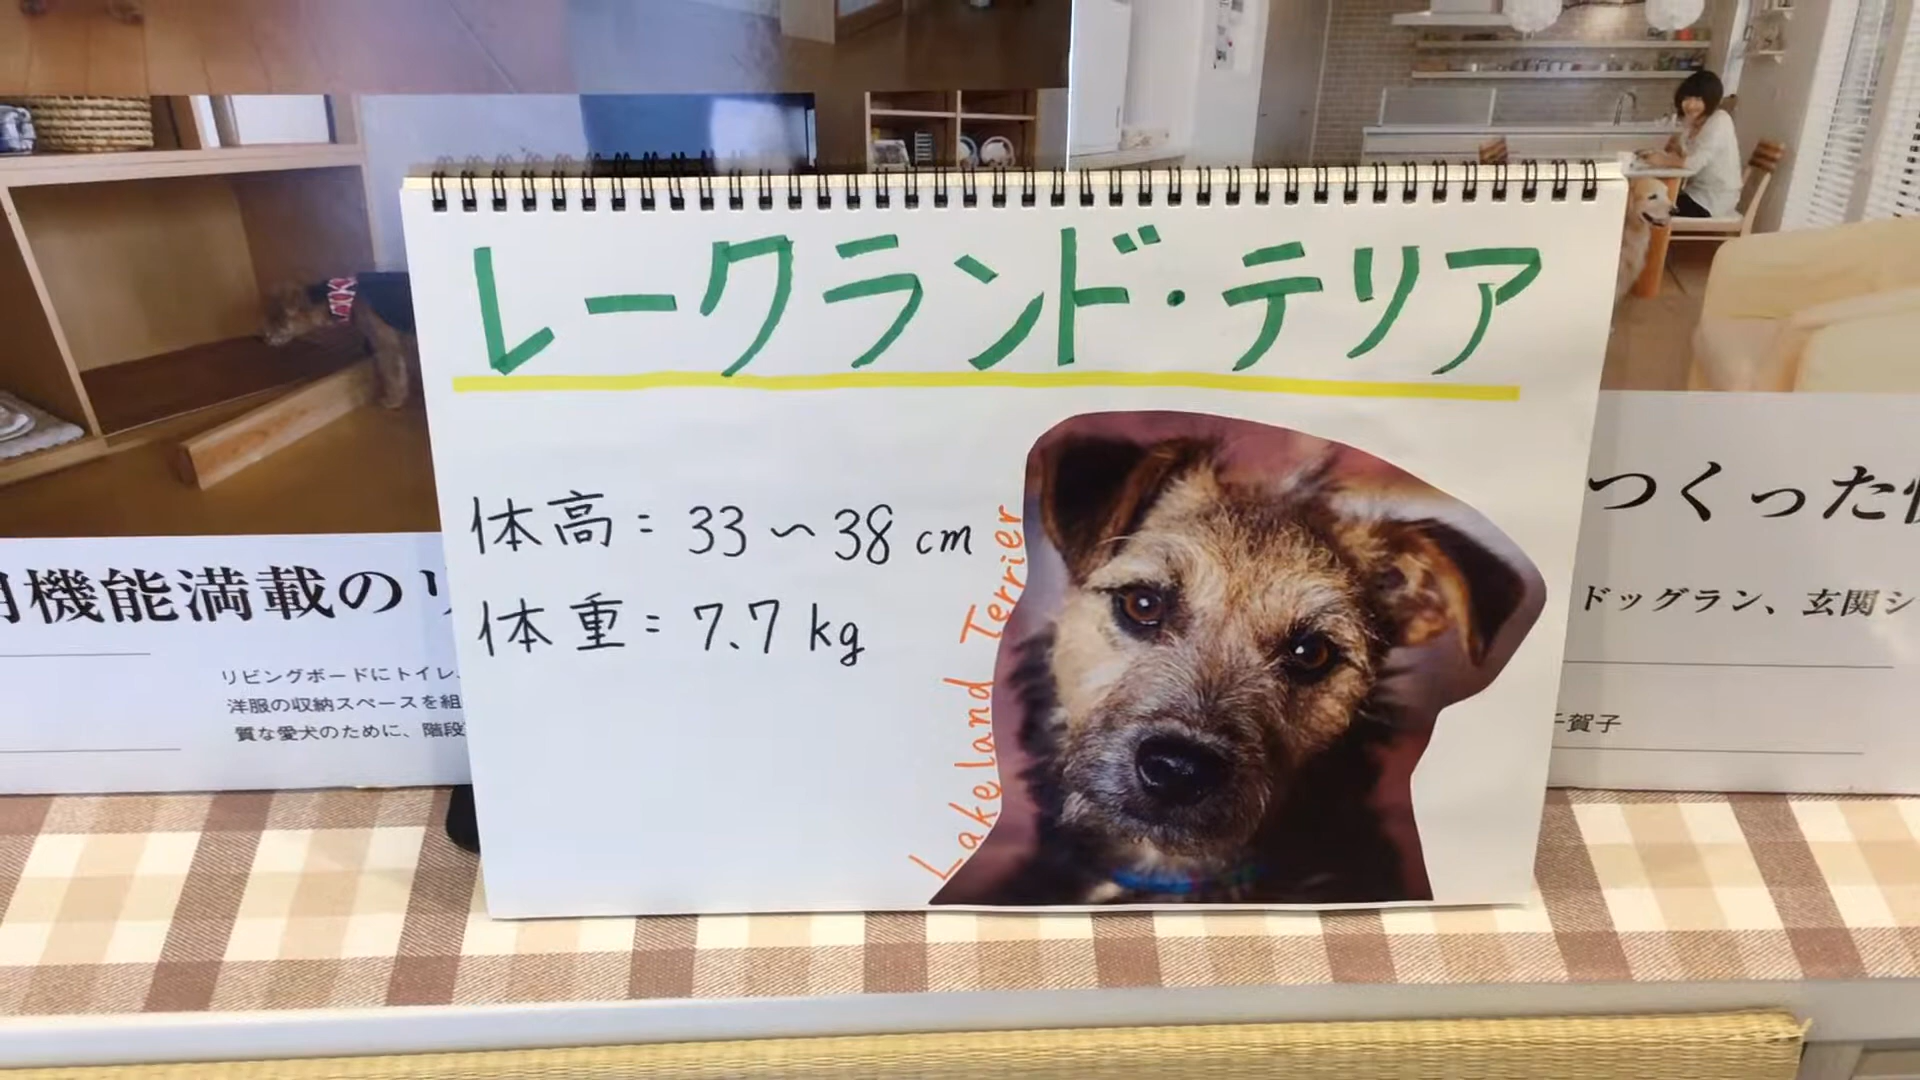 レークランド・テリア
体高: 33～38 cm
体重: 7.7 kg
Lakeland Terrier
機能満載の
リビングボードにトイレ
洋服の収納スペースを組
質な愛犬のために、階段
つくった
ドッグラン、玄関シ
賀子